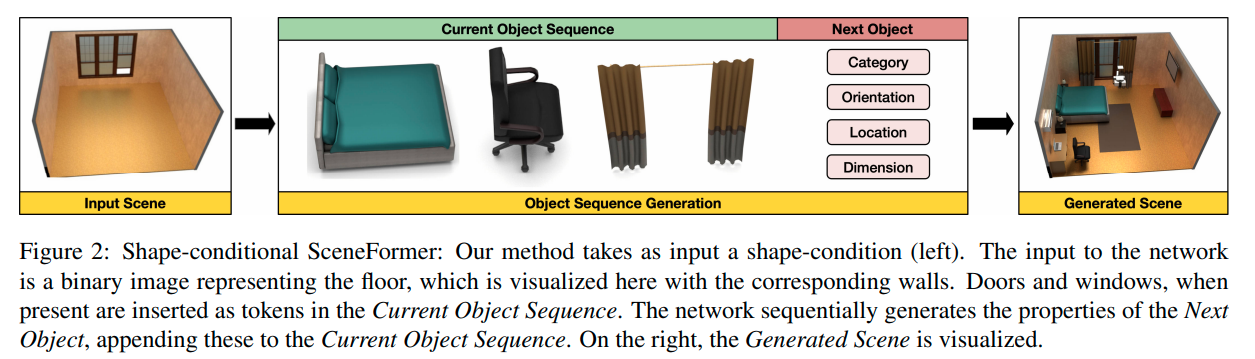 Current Object Sequence
Next Object
Category
Orientation
Location
Dimension
Input Scene
Object Sequence Generation
Generated Scene
Figure 2: Shape-conditional SceneFormer: Our method takes as input a shape-condition (left). The input to the network
is a binary image representing the floor, which is visualized here with the corresponding walls. Doors and windows, when
present are inserted as tokens in the Current Object Sequence. The network sequentially generates the properties of the Next
Object, appending these to the Current Object Sequence. On the right, the Generated Scene is visualized.